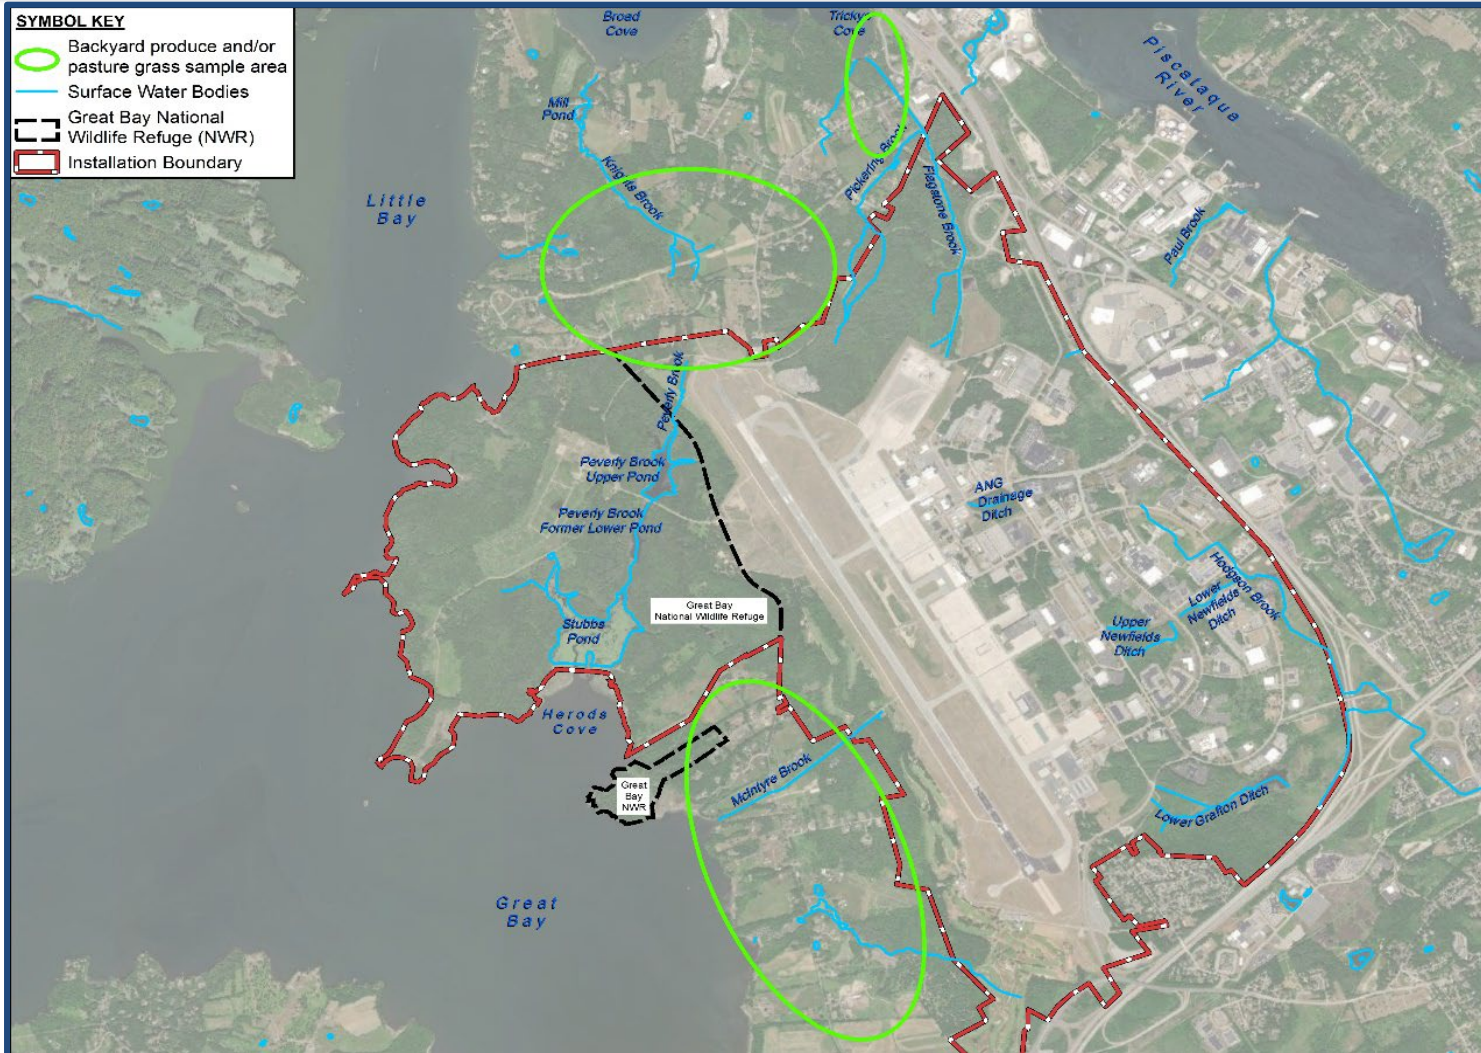 SYMBOL KEY
Backyard produce and/or
pasture grass sample area
Surface Water Bodies
Great Bay National
Wildlife Refuge (NWR)
Installation Boundary
Broad
Cove
Trickys
Cove
Piscataqua
River
Mill
Pond
Little
Bay
Knights Brook
Pickering Brook
Flagstone Brook
Paul Brook
Peverly Brook
Peverly Brook
Upper Pond
Peverly Brook
Former Lower Pond
ANG
Drainage
Ditch
Hodgson Brook
Lower
Newfields
Ditch
Upper
Newfields
Ditch
Great Bay
National Wildlife Refuge
Stubbs
Pond
Herods
Cove
McIntyre Brook
Great
Bay
NWR
Lower Grafton Ditch
Great
Bay